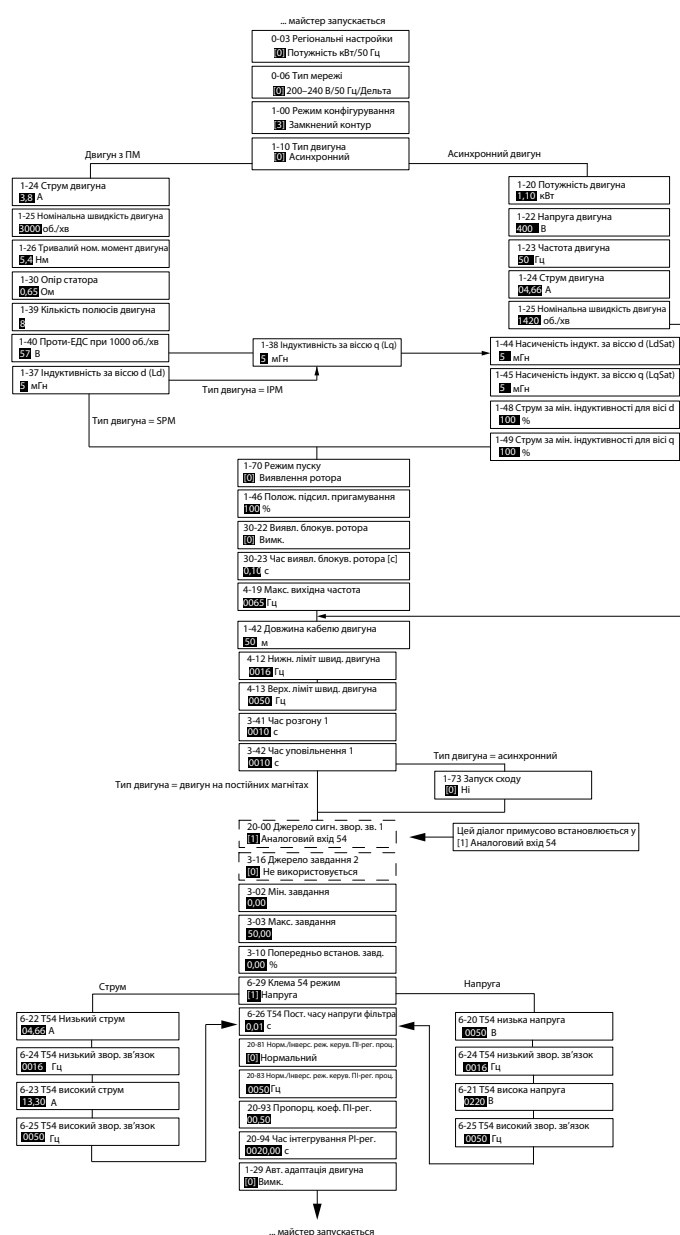 ... майстер запускається
0-03 Регіональні настройки
[0] Потужність кВт/50 Гц
0-06 Тип мережі
[0] 200–240 В/50 Гц/Дельта
1-00 Режим конфігурування
[3] Замкнений контур
1-10 Тип двигуна
[0] Асинхронний
Двигун з ПМ
Асинхронний двигун
1-24 Струм двигуна
3,8 А
1-25 Номінальна швидкість двигуна
3000 об./хв
1-26 Тривалий ном. момент двигуна
5,4 Нм
1-30 Опір статора
0,65 Ом
1-39 Кількість полюсів двигуна
8
1-40 Проти-ЕДС при 1000 об./хв
57 В
1-37 Індуктивність за віссю d (Ld)
5 мГн
1-20 Потужність двигуна
1,10 кВт
1-22 Напруга двигуна
400 В
1-23 Частота двигуна
50 Гц
1-24 Струм двигуна
04,66 А
1-25 Номінальна швидкість двигуна
1420 об./хв
1-38 Індуктивність за віссю q (Lq)
5 мГн
Тип двигуна = IPM
Тип двигуна = SPM
1-44 Насиченість індукт. за віссю d (LdSat)
5 мГн
1-45 Насиченість індукт. за віссю q (LqSat)
5 мГн
1-48 Струм за мін. індуктивності для вісі d
100 %
1-49 Струм за мін. індуктивності для вісі q
100 %
1-70 Режим пуску
[0] Виявлення ротора
1-46 Полож. підсил. пригамування
100 %
30-22 Виявл. блокув. ротора
[0] Вимк.
30-23 Час виявл. блокув. ротора [с]
0,10 с
4-19 Макс. вихідна частота
0065 Гц
1-42 Довжина кабелю двигуна
50 м
4-12 Нижн. ліміт швид. двигуна
0016 Гц
4-13 Верх. ліміт швид. двигуна
0050 Гц
3-41 Час розгону 1
0010 с
3-42 Час уповільнення 1
0010 с
Тип двигуна = асинхронний
Тип двигуна = двигун на постійних магнітах
1-73 Запуск сходу
[0] Ні
20-00 Джерело сигн. звор. зв. 1
[1] Аналоговий вхід 54
Цей діалог примусово встановлюється у
[1] Аналоговий вхід 54
3-16 Джерело завдання 2
[0] Не використовується
3-02 Мін. завдання
0,00
3-03 Макс. завдання
50,00
3-10 Попередньо встанов. завд.
0,00 %
Струм
6-29 Клема 54 режим
[1] Напруга
Напруга
6-22 Т54 Низький струм
04,66 А
6-24 Т54 низький звор. зв'язок
0016 Гц
6-23 Т54 високий струм
13,30 А
6-25 Т54 високий звор. зв'язок
0050 Гц
6-26 Т54 Пост. часу напруги фільтра
0,01 с
20-81 Норм./Інверс. реж. керув. ПІ-рег. проц.
[0] Нормальний
20-83 Норм./Інверс. реж. керув. ПІ-рег. проц.
0050 Гц
20-93 Пропорц. коеф. ПІ-рег.
00,50
20-94 Час інтегрування PI-рег.
0020,00 с
1-29 Авт. адаптація двигуна
[0] Вимк.
6-20 Т54 низька напруга
0050 В
6-24 Т54 низький звор. зв'язок
0016 Гц
6-21 Т54 висока напруга
0220 В
6-25 Т54 високий звор. зв'язок
0050 Гц
... майстер запускається